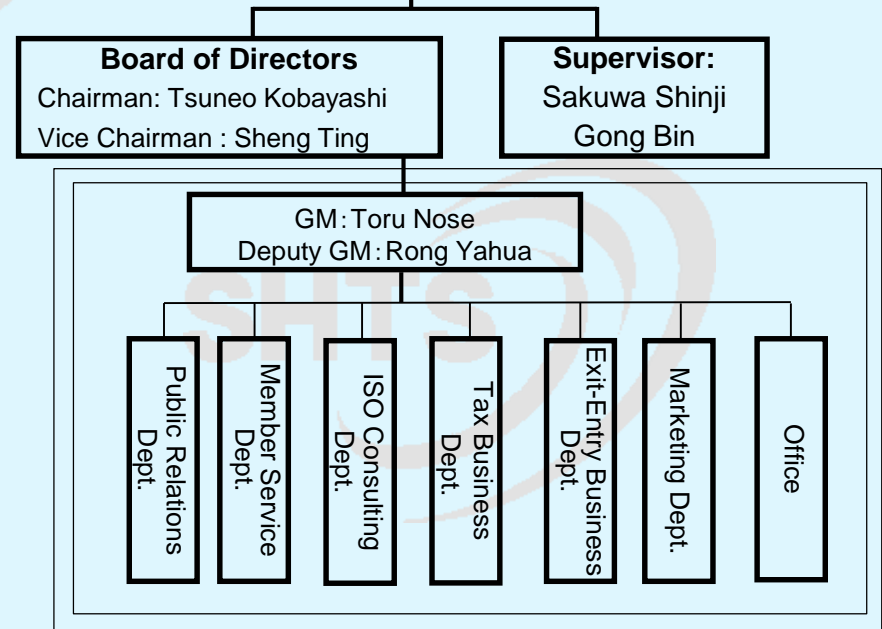 Board of Directors
Chairman: Tsuneo Kobayashi
Vice Chairman : Sheng Ting
Supervisor:
Sakuwa Shinji
Gong Bin
GM：Toru Nose
Deputy GM：Rong Yahua
SHTS
Public Relations
Dept.
Member Service
Dept.
ISO Consulting
Dept.
Tax Business
Dept.
Exit-Entry Business
Dept.
Marketing Dept.
Office